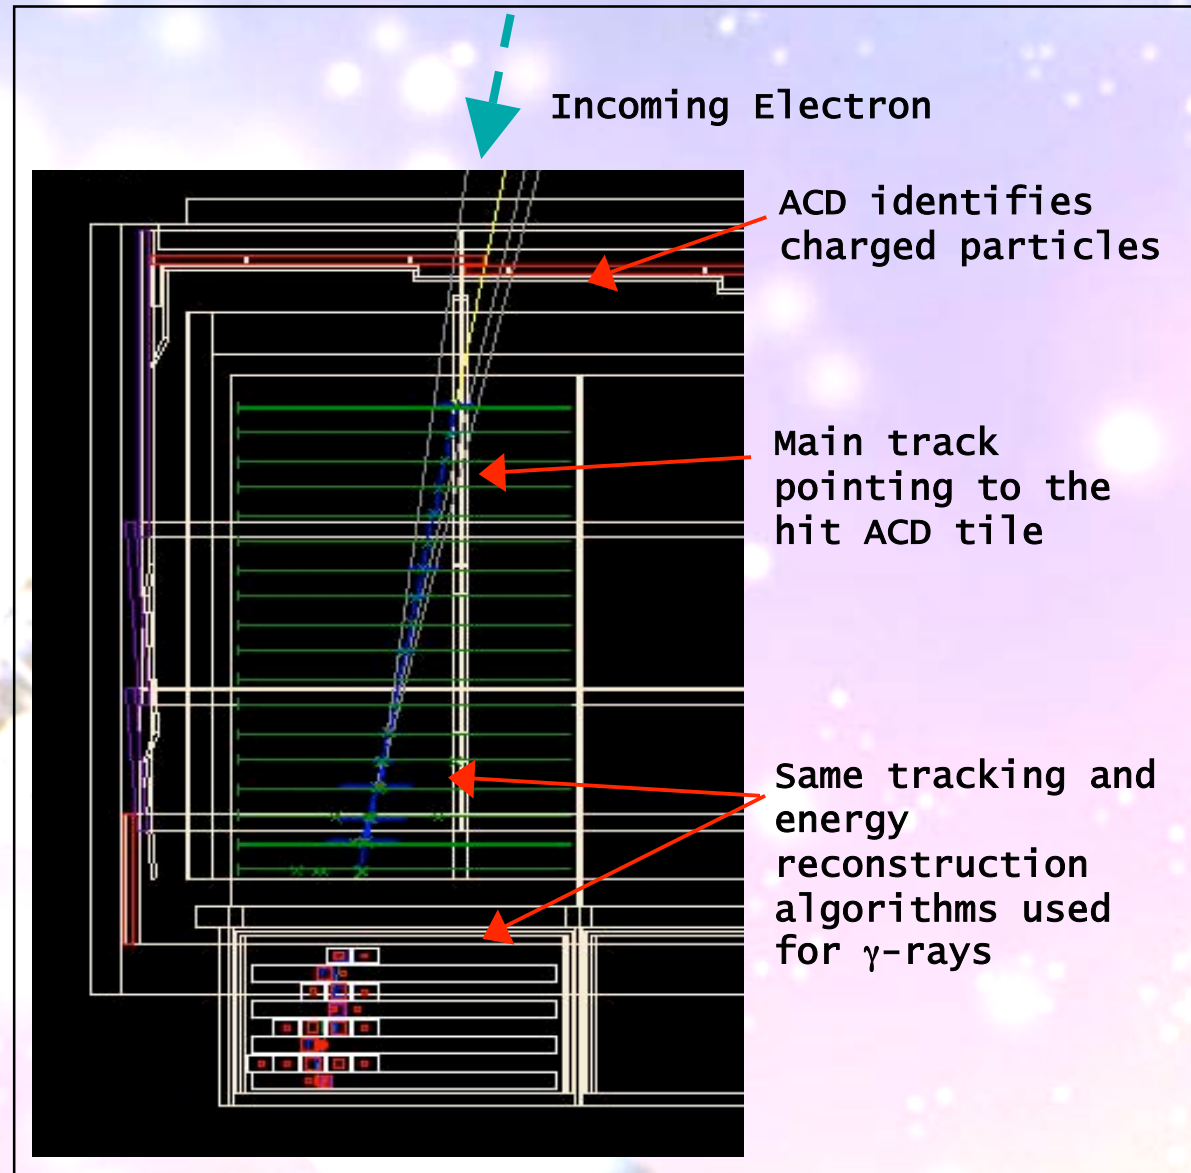 Incoming Electron
ACD identifies
charged particles
Main track
pointing to the
hit ACD tile
Same tracking and
energy
reconstruction
algorithms used
for γ-rays